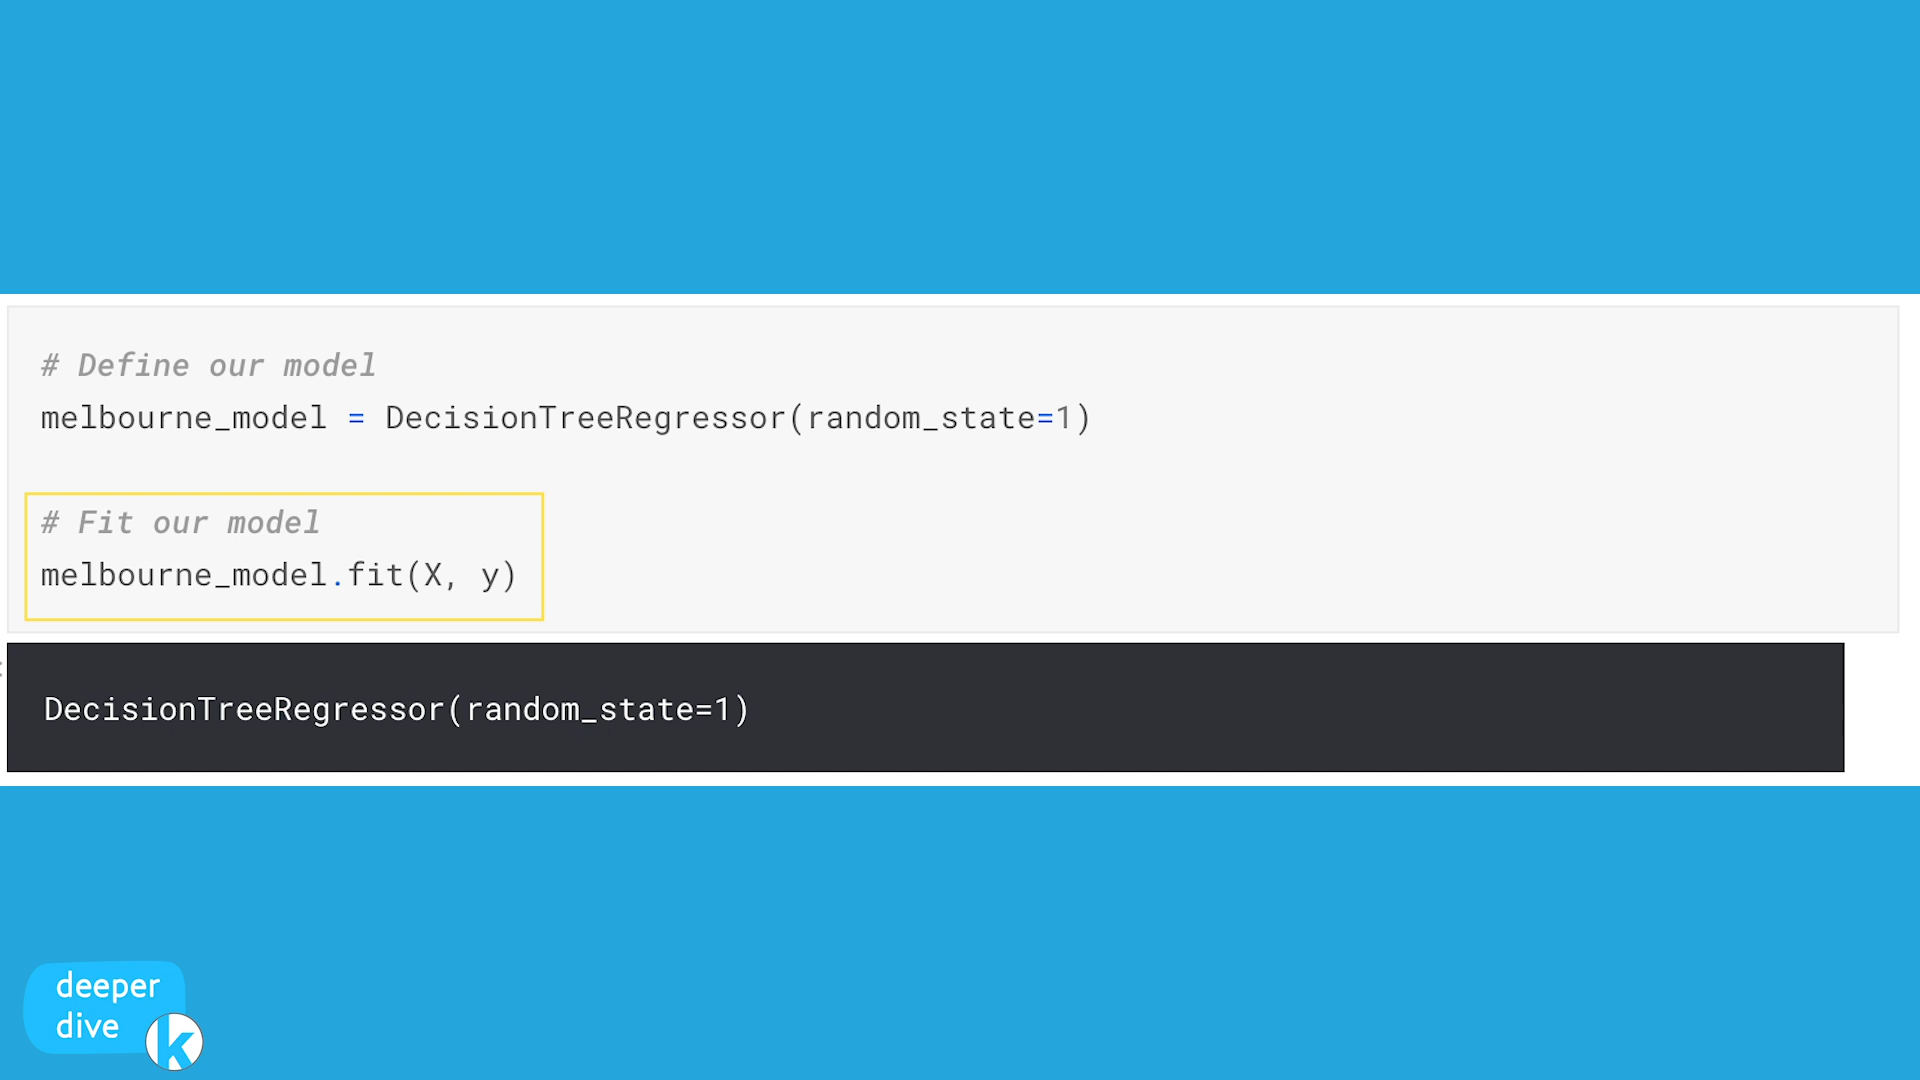 # Define our model
melbourne_model = DecisionTreeRegressor(random_state=1)
# Fit our model
melbourne_model.fit(X, y)
DecisionTreeRegressor(random_state=1)
deeper
dive
k